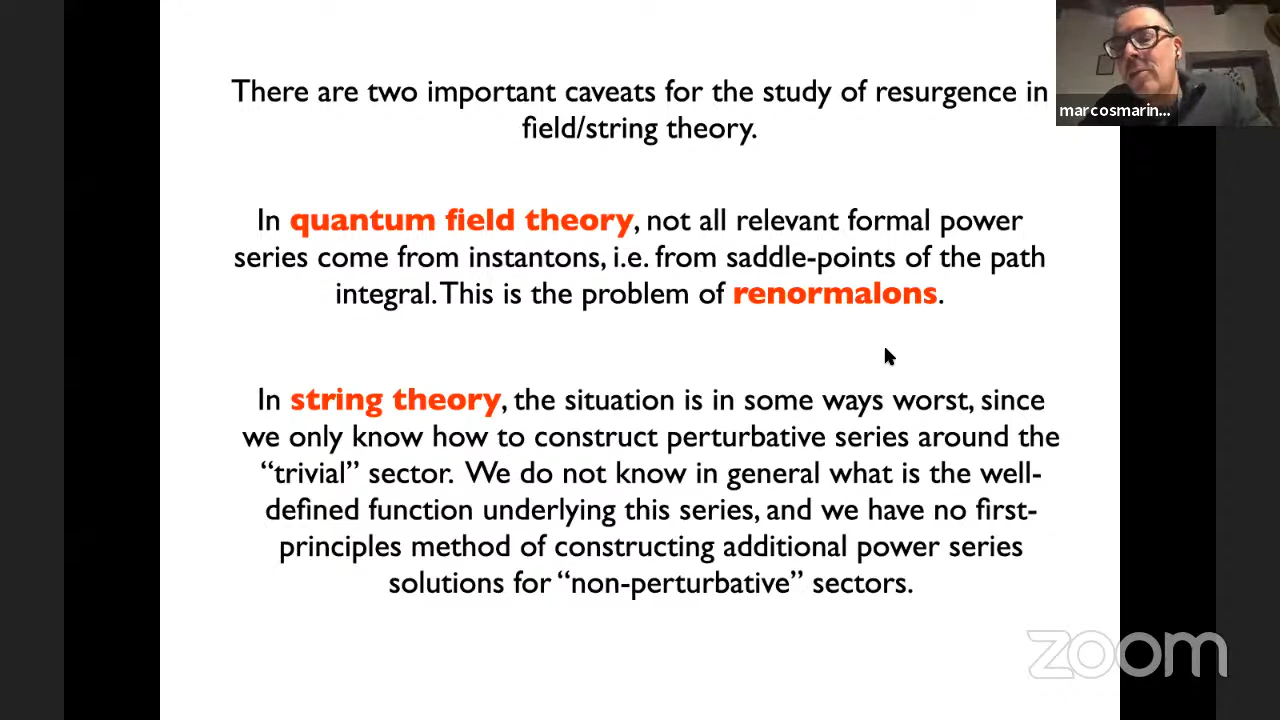 There are two important caveats for the study of resurgence in
field/string theory.
marcosmarin...
In quantum field theory, not all relevant formal power
series come from instantons, i.e. from saddle-points of the path
integral. This is the problem of renormalons.
In string theory, the situation is in some ways worst, since
we only know how to construct perturbative series around the
“trivial” sector. We do not know in general what is the well-
defined function underlying this series, and we have no first-
principles method of constructing additional power series
solutions for “non-perturbative” sectors.
zoom